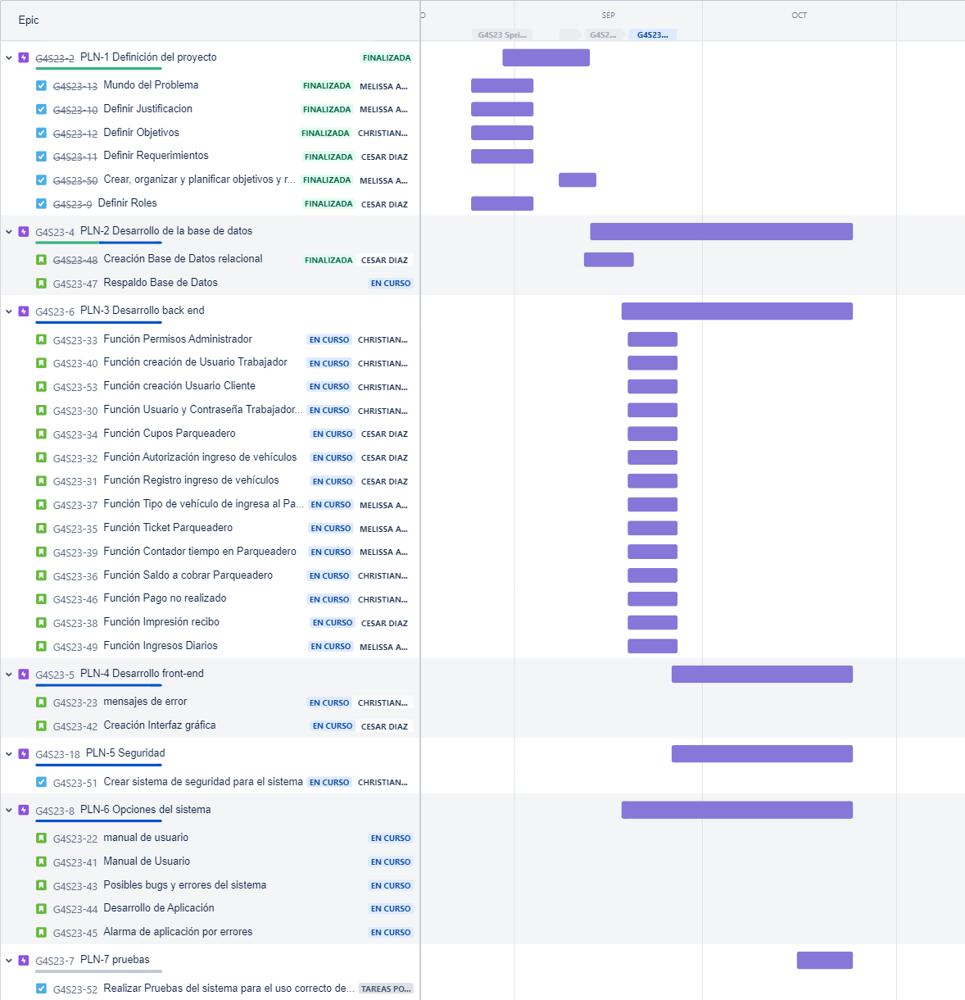 Epic
O
SEP
OCT
G4S23 Spri...
G4S2...
G4S23...
G4S23-2 PLN-1 Definición del proyecto FINALIZADA
G4S23-13 Mundo del Problema FINALIZADA MELISSA A...
G4S23-10 Definir Justificacion FINALIZADA MELISSA A...
G4S23-12 Definir Objetivos FINALIZADA CHRISTIAN...
G4S23-11 Definir Requerimientos FINALIZADA CESAR DIAZ
G4S23-50 Crear, organizar y planificar objetivos y r... FINALIZADA MELISSA A...
G4S23-9 Definir Roles FINALIZADA CESAR DIAZ
G4S23-4 PLN-2 Desarrollo de la base de datos
G4S23-48 Creación Base de Datos relacional FINALIZADA CESAR DIAZ
G4S23-47 Respaldo Base de Datos EN CURSO
G4S23-6 PLN-3 Desarrollo back end
G4S23-33 Función Permisos Administrador EN CURSO CHRISTIAN...
G4S23-40 Función creación de Usuario Trabajador EN CURSO CHRISTIAN...
G4S23-53 Función creación Usuario Cliente EN CURSO CHRISTIAN...
G4S23-30 Función Usuario y Contraseña Trabajador... EN CURSO CHRISTIAN...
G4S23-34 Función Cupos Parqueadero EN CURSO CESAR DIAZ
G4S23-32 Función Autorización ingreso de vehículos EN CURSO CESAR DIAZ
G4S23-31 Función Registro ingreso de vehículos EN CURSO CESAR DIAZ
G4S23-37 Función Tipo de vehículo de ingresa al Pa... EN CURSO MELISSA A...
G4S23-35 Función Ticket Parqueadero EN CURSO MELISSA A...
G4S23-39 Función Contador tiempo en Parqueadero EN CURSO MELISSA A...
G4S23-36 Función Saldo a cobrar Parqueadero EN CURSO CHRISTIAN...
G4S23-46 Función Pago no realizado EN CURSO CHRISTIAN...
G4S23-38 Función Impresión recibo EN CURSO CESAR DIAZ
G4S23-49 Función Ingresos Diarios EN CURSO MELISSA A...
G4S23-5 PLN-4 Desarrollo front-end
G4S23-23 mensajes de error EN CURSO CHRISTIAN...
G4S23-42 Creación Interfaz gráfica EN CURSO CESAR DIAZ
G4S23-18 PLN-5 Seguridad
G4S23-51 Crear sistema de seguridad para el sistema EN CURSO CHRISTIAN...
G4S23-8 PLN-6 Opciones del sistema
G4S23-22 manual de usuario EN CURSO
G4S23-41 Manual de Usuario EN CURSO
G4S23-43 Posibles bugs y errores del sistema EN CURSO
G4S23-44 Desarrollo de Aplicación EN CURSO
G4S23-45 Alarma de aplicación por errores EN CURSO
G4S23-7 PLN-7 pruebas
G4S23-52 Realizar Pruebas del sistema para el uso correcto de... TAREAS PO...